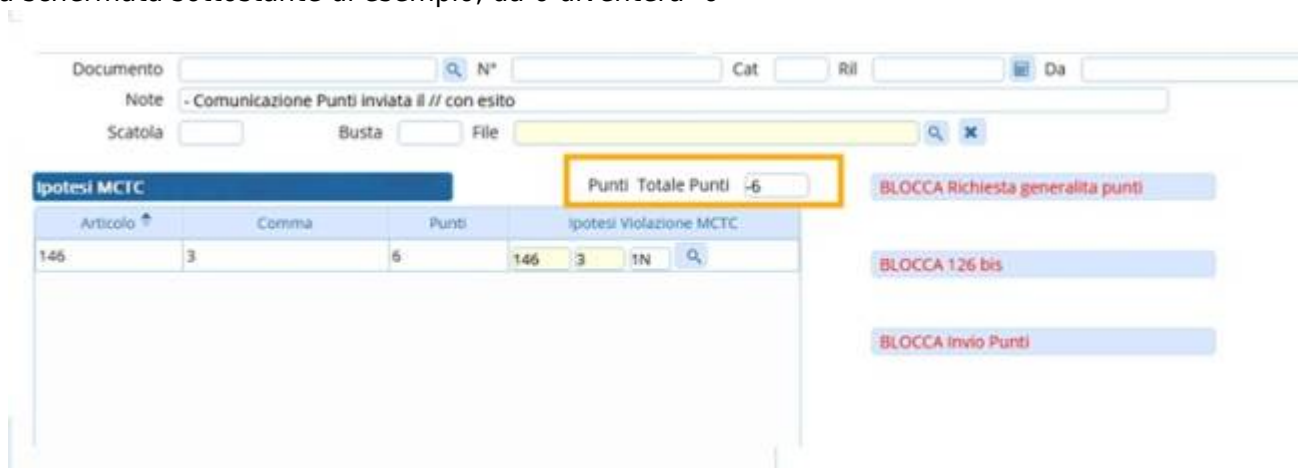 schermata sottostante di esempio, da 6 diventerà -6
Documento N° Cat Ril Da
Note - Comunicazione Punti inviata il // con esito
Scatola Busta File
Ipotesi MCTC Punti Totale Punti -6 BLOCCA Richiesta generalita punti
Articolo Comma Punti Ipotesi Violazione MCTC
146 3 6 146 3 1N BLOCCA 126 bis
BLOCCA Invio Punti